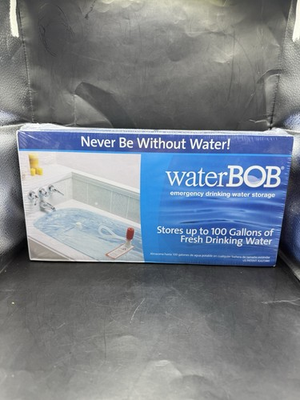 Never Be Without Water!
waterBOB®
emergency drinking water storage
Stores up to 100 Gallons of
Fresh Drinking Water